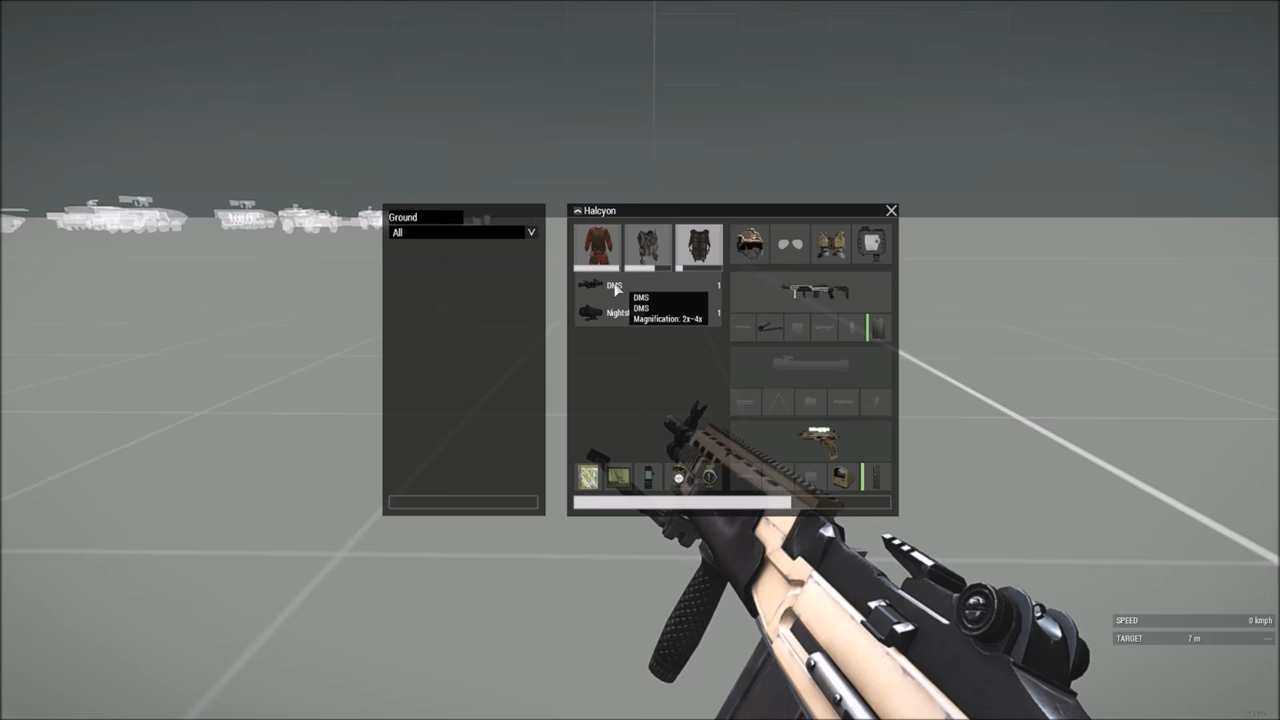 Halcyon
Ground
All
DMS
1
DMS
DMS
Magnification: 2x-4x
1
SPEED
0 kmph
TARGET
7 m
---